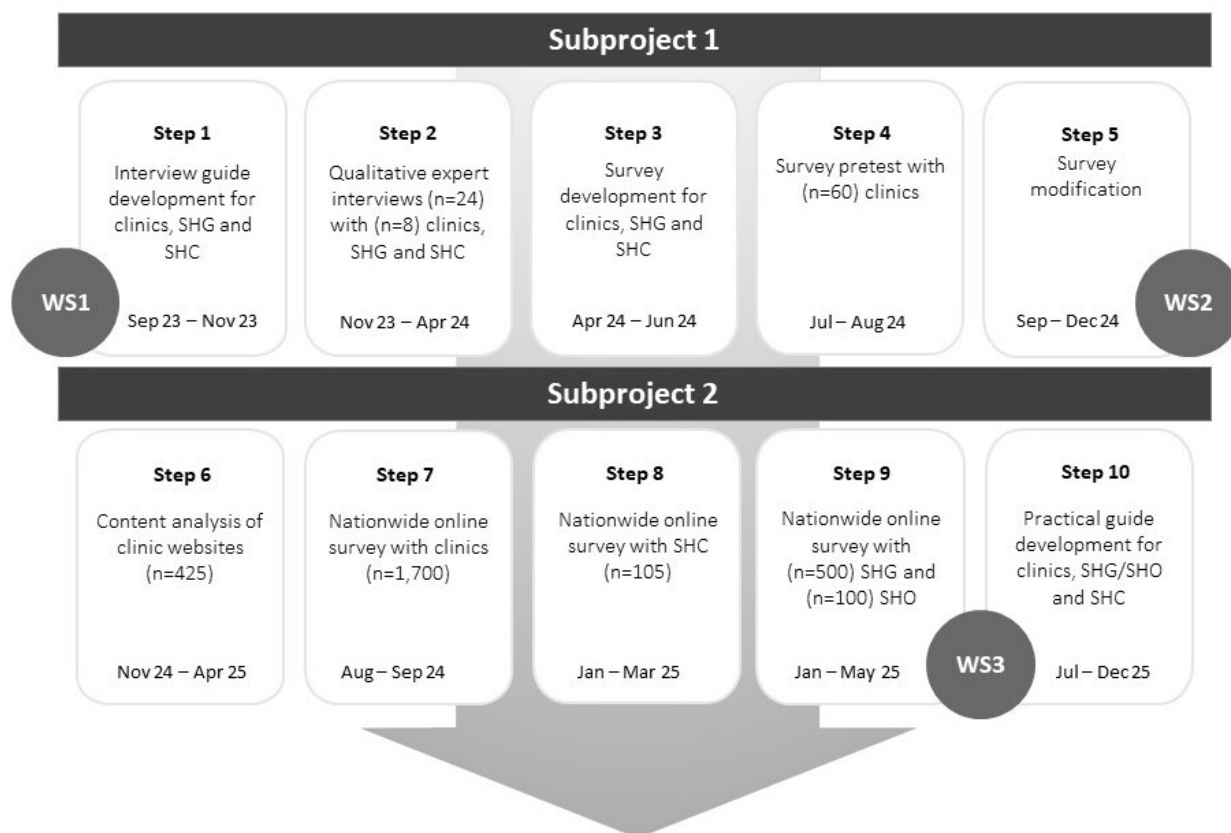 Subproject 1
Step 1
Interview guide
development for
clinics, SHG and
SHC
Sep 23 – Nov 23
WS1
Step 2
Qualitative expert
interviews (n=24)
with (n=8) clinics,
SHG and SHC
Nov 23 – Apr 24
Step 3
Survey
development for
clinics, SHG and
SHC
Apr 24 – Jun 24
Step 4
Survey pretest with
(n=60) clinics
Jul – Aug 24
Step 5
Survey
modification
Sep – Dec 24
WS2
Subproject 2
Step 6
Content analysis of
clinic websites
(n=425)
Nov 24 – Apr 25
Step 7
Nationwide online
survey with clinics
(n=1,700)
Aug – Sep 24
Step 8
Nationwide online
survey with SHC
(n=105)
Jan – Mar 25
Step 9
Nationwide online
survey with
(n=500) SHG and
(n=100) SHO
Jan – May 25
WS3
Step 10
Practical guide
development for
clinics, SHG/SHO
and SHC
Jul – Dec 25